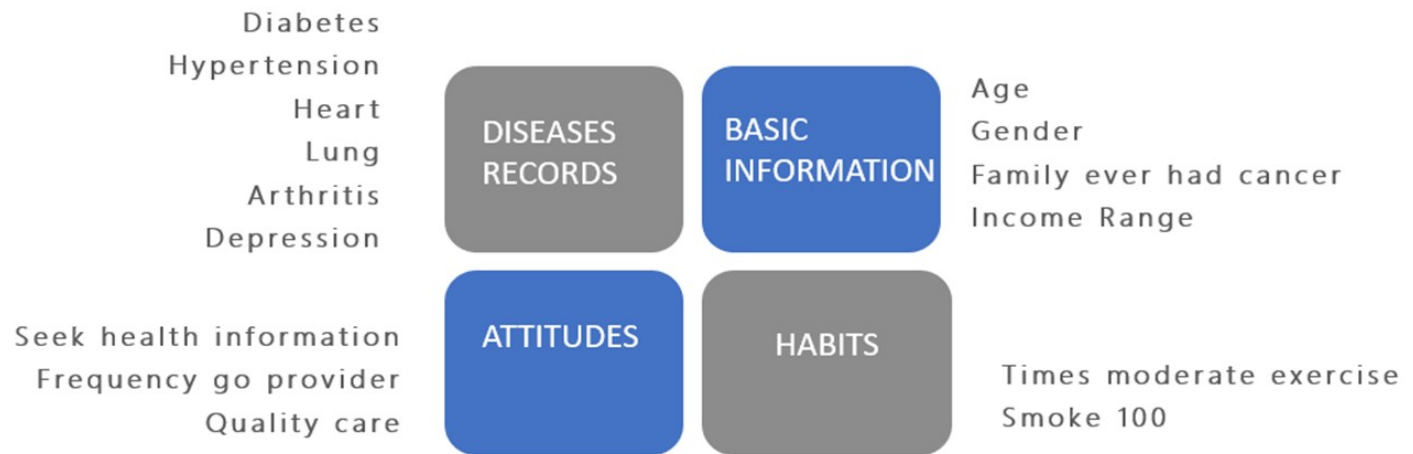 Diabetes
Hypertension
Heart
Lung
Arthritis
Depression
DISEASES
RECORDS
BASIC
INFORMATION
Age
Gender
Family ever had cancer
Income Range
Seek health information
Frequency go provider
Quality care
ATTITUDES
HABITS
Times moderate exercise
Smoke 100